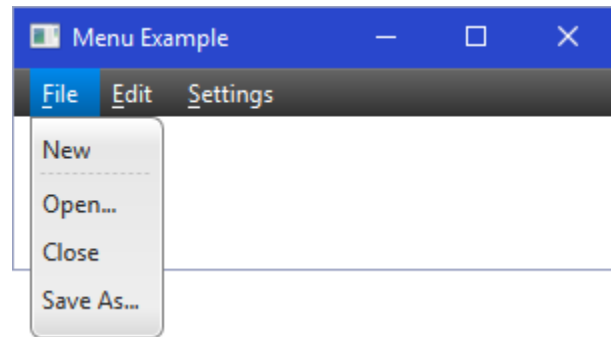 Menu Example
File Edit Settings
New
Open...
Close
Save As...